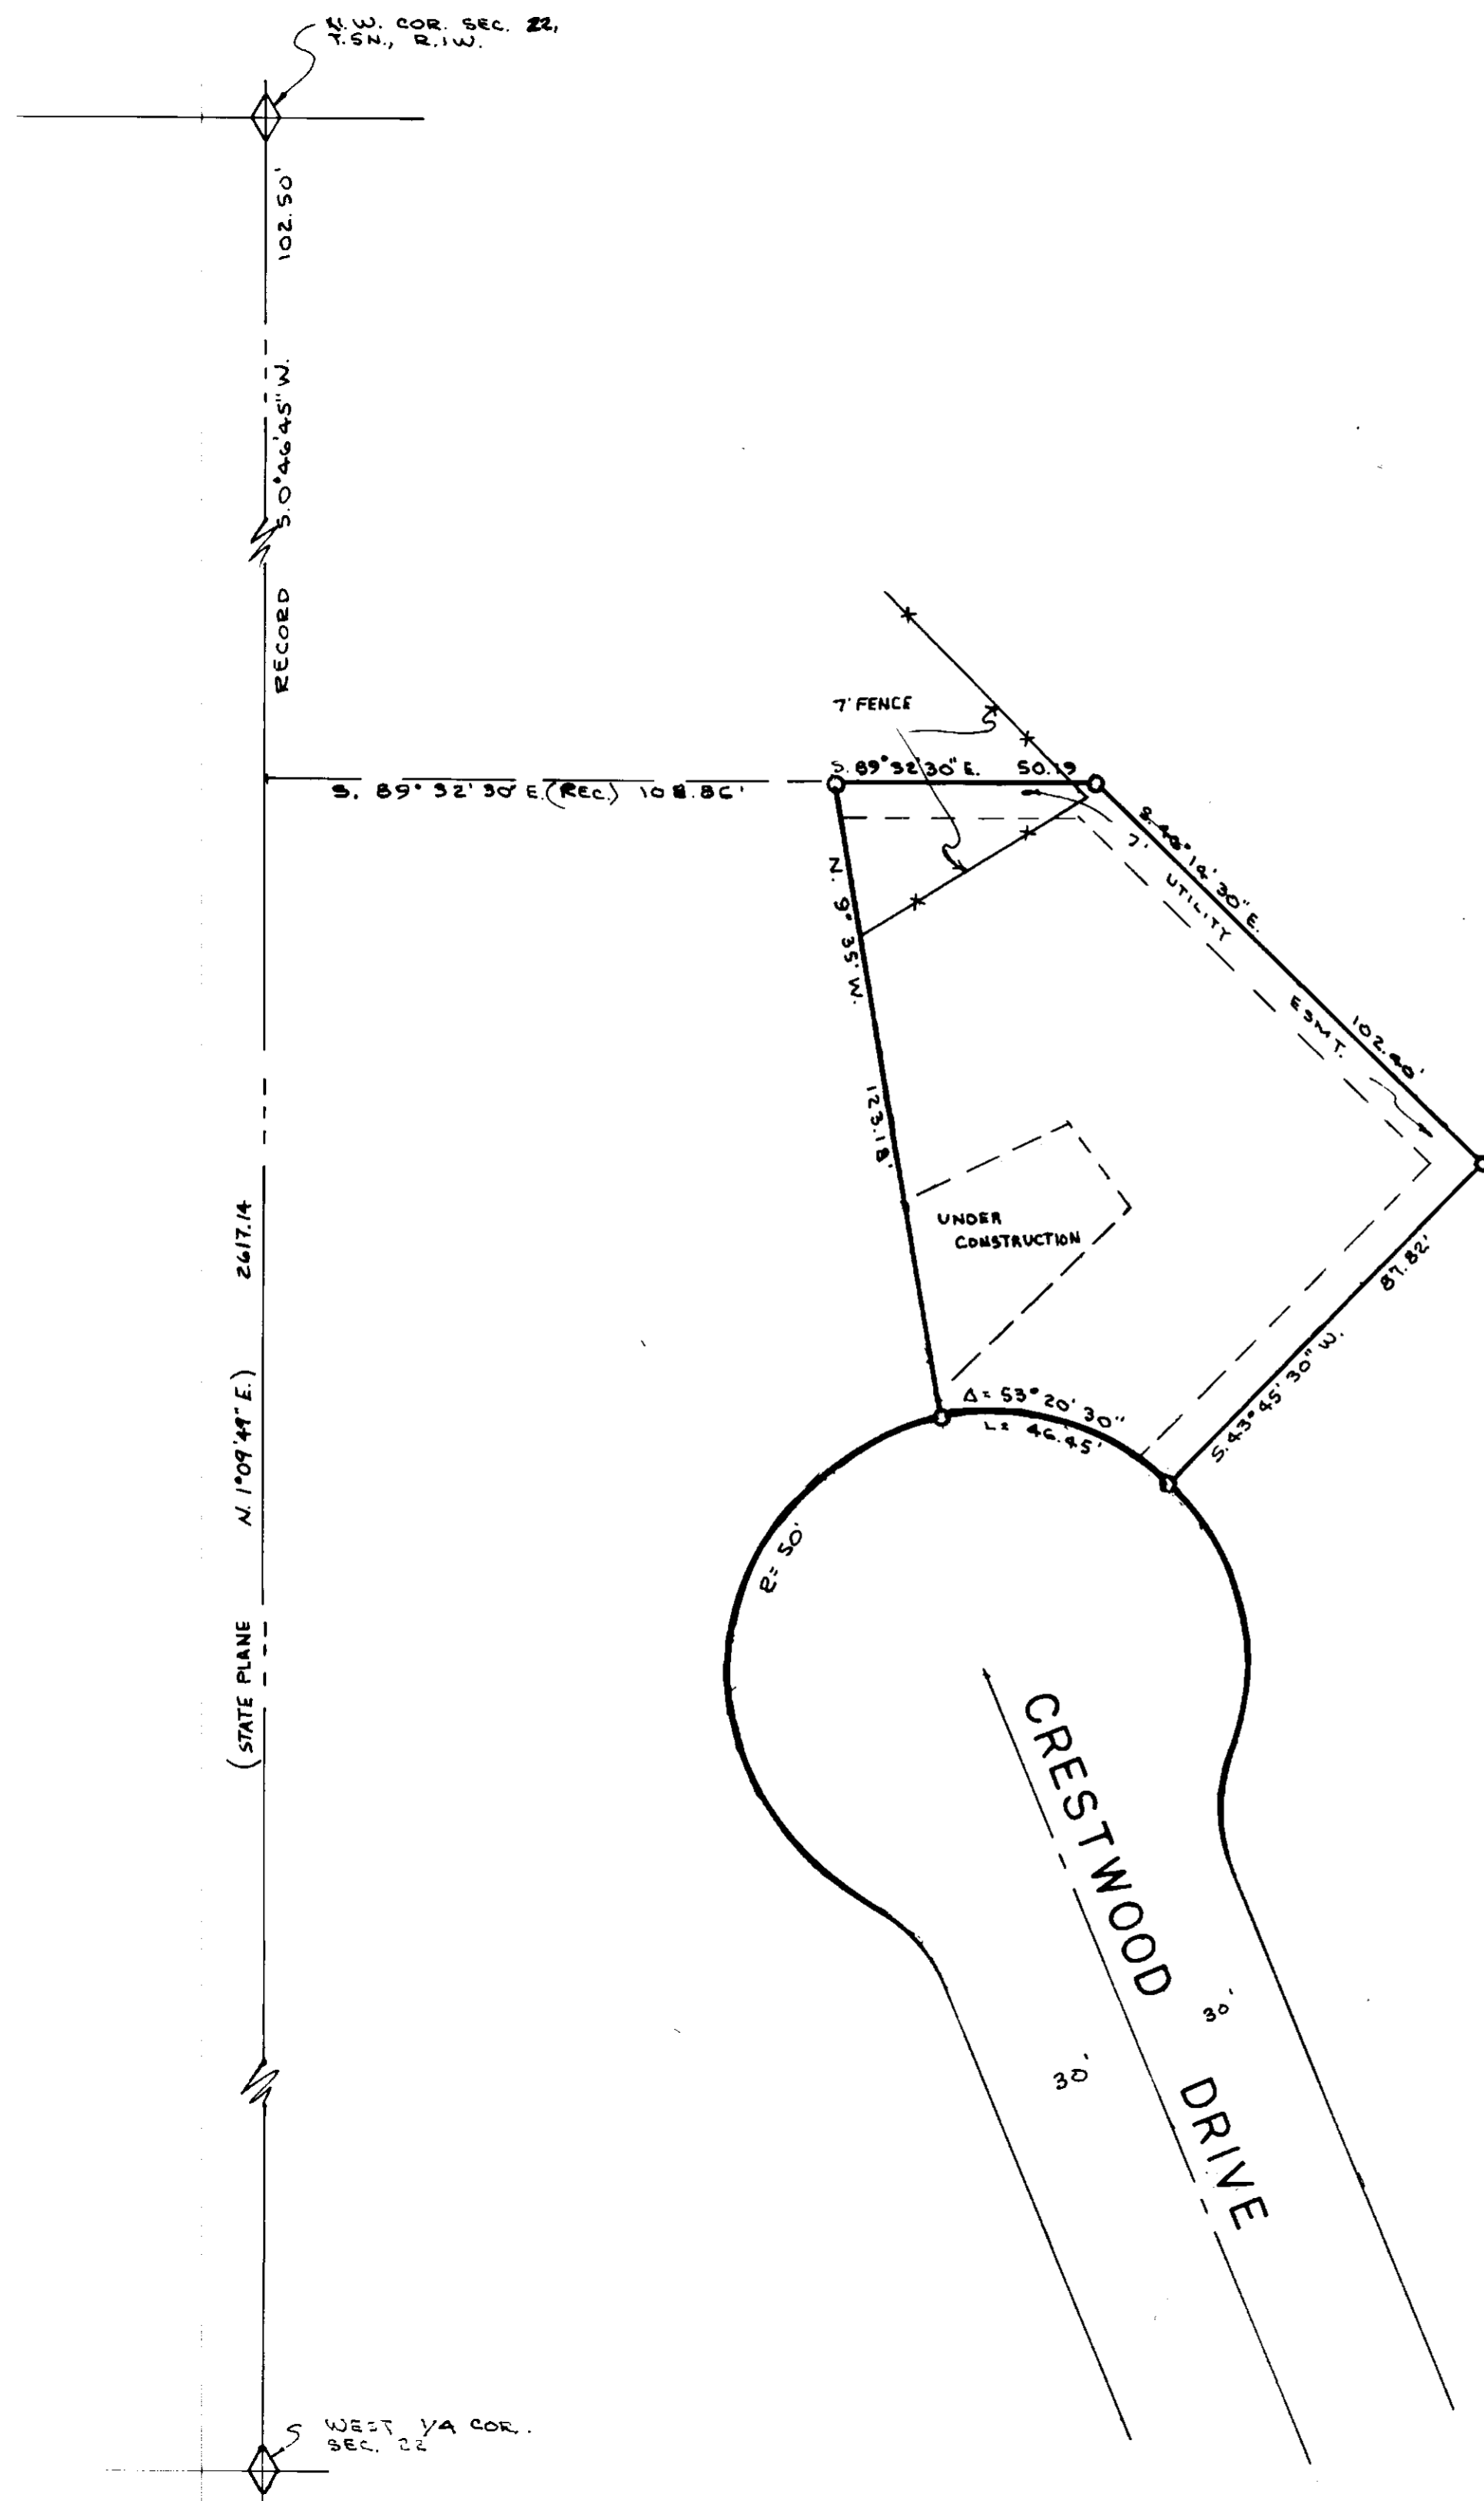 N.W. COR. SEC. 22,
T.5N., R.1W.
102.50'
S.0°46'45"W.
RECORD
7' FENCE
S. 89°32'30"E. 50.19
S. 89°32'30"E.(REC.) 108.86'
19'30"E.
102.40'
7' UTILITY
ESMT.
N. 9°35'W.
123.18'
UNDER
CONSTRUCTION
2617.14
87.82'
S.43°45'30"W.
N. 1°09'49"E.)
Δ= 53°20'30"
L= 46.45'
R= 50'
(STATE PLANE
CRESTWOOD DRIVE
30'
30'
WEST 1/4 COR.
SEC. 22